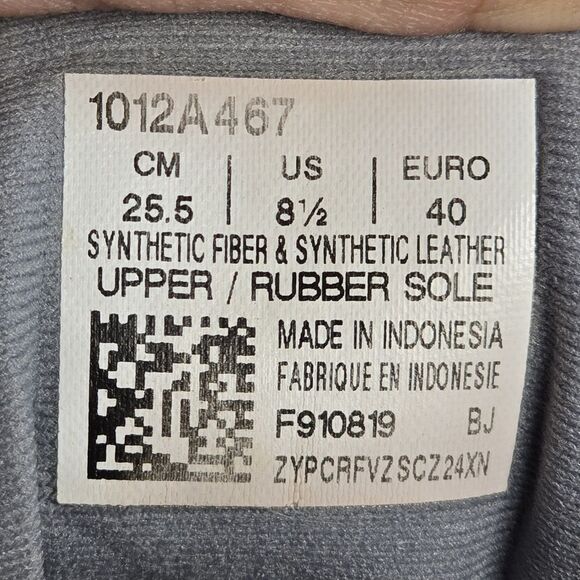 1012A467
CM | US | EURO
25.5 | 8½ | 40
SYNTHETIC FIBER & SYNTHETIC LEATHER
UPPER / RUBBER SOLE
MADE IN INDONESIA
FABRIQUE EN INDONESIE
F910819 BJ
ZYPCRFVZSCZ24XN